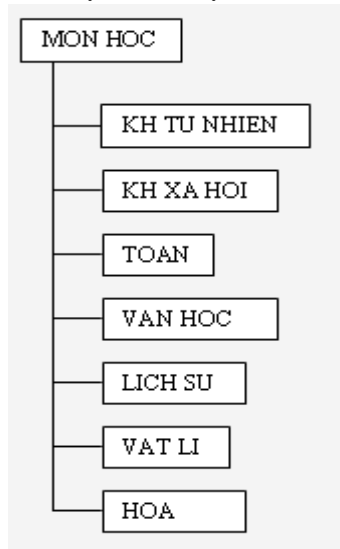 MON HOC
KH TU NHIEN
KH XA HOI
TOAN
VAN HOC
LICH SU
VAT LI
HOA